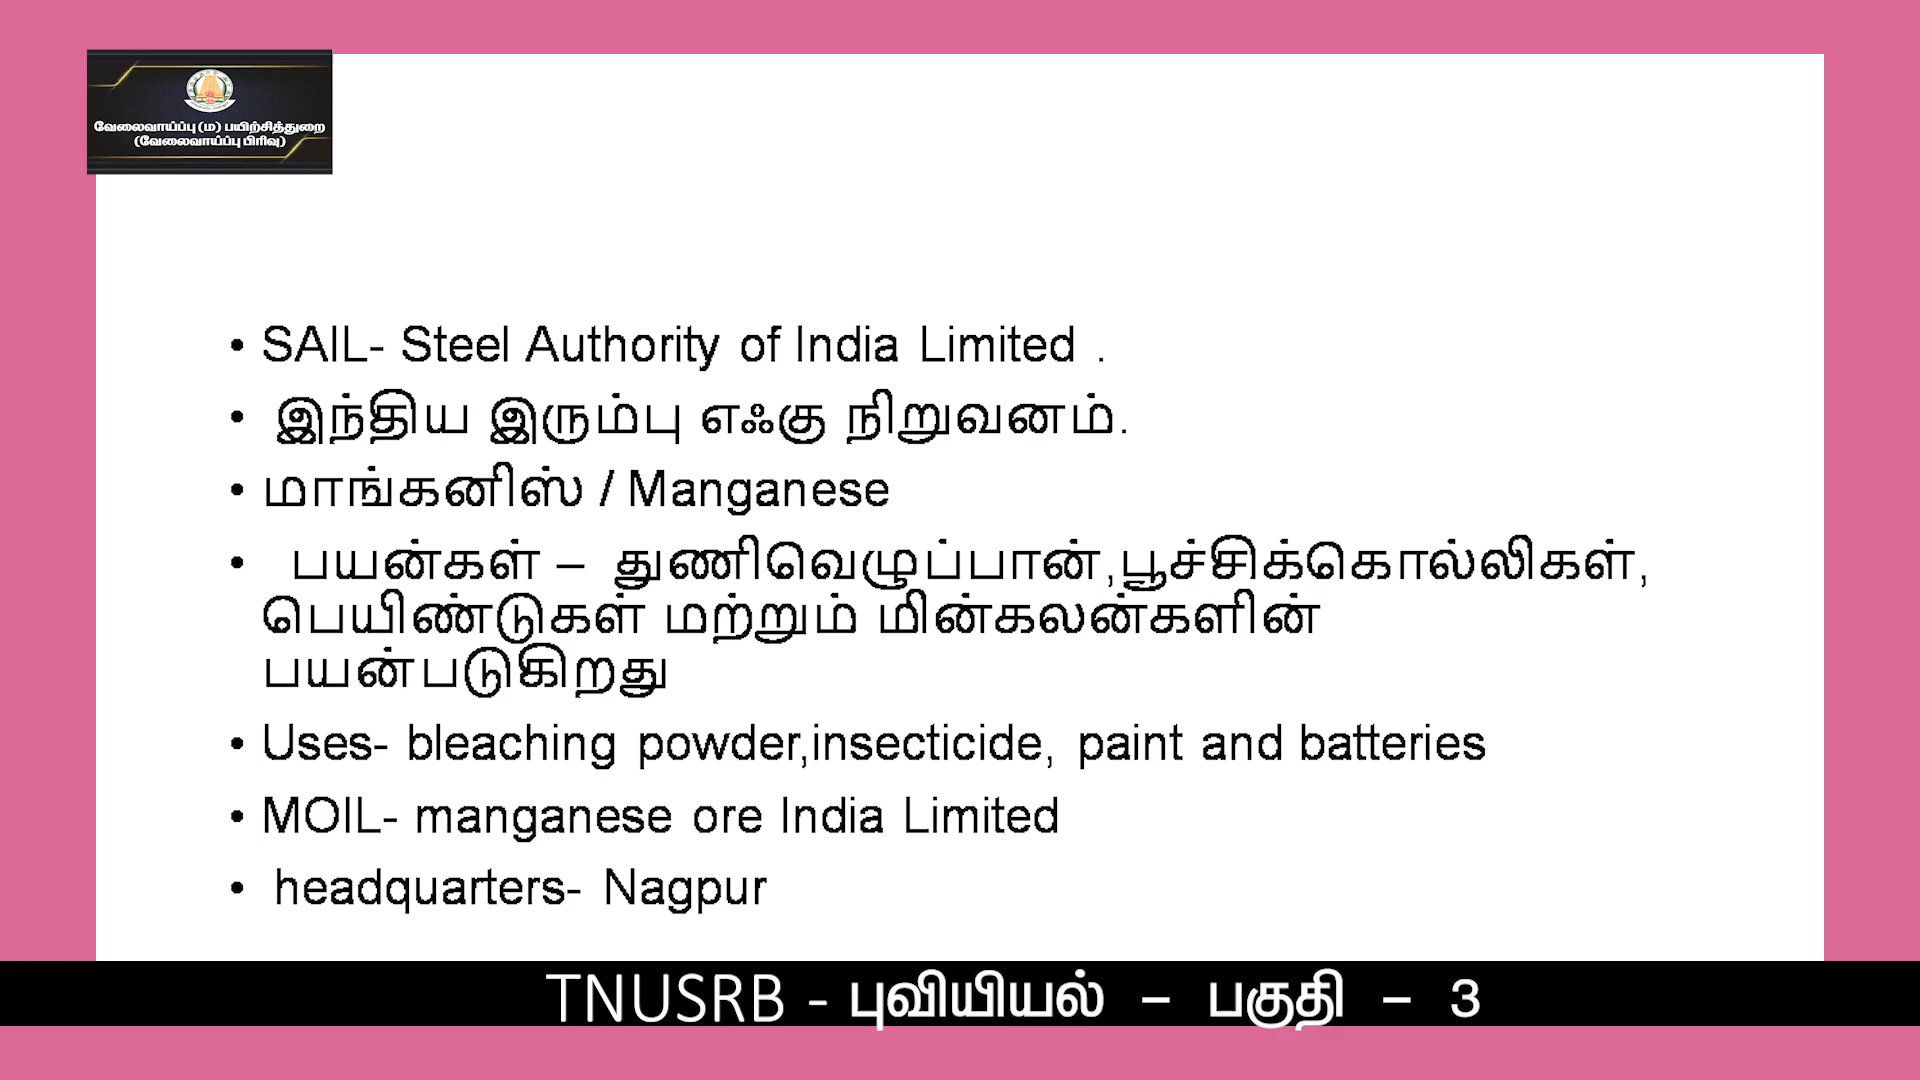 வேலைவாய்ப்பு (ம) பயிற்சித்துறை
(வேலைவாய்ப்பு பிரிவு)
• SAIL- Steel Authority of India Limited .
• இந்திய இரும்பு எஃகு நிறுவனம்.
• மாங்கனிஸ் / Manganese
• பயன்கள் – துணிவெழுப்பான்,பூச்சிக்கொல்லிகள்,
பெயிண்டுகள் மற்றும் மின்கலன்களின்
பயன்படுகிறது
• Uses- bleaching powder,insecticide, paint and batteries
• MOIL- manganese ore India Limited
• headquarters- Nagpur
TNUSRB - புவியியல் – பகுதி – 3